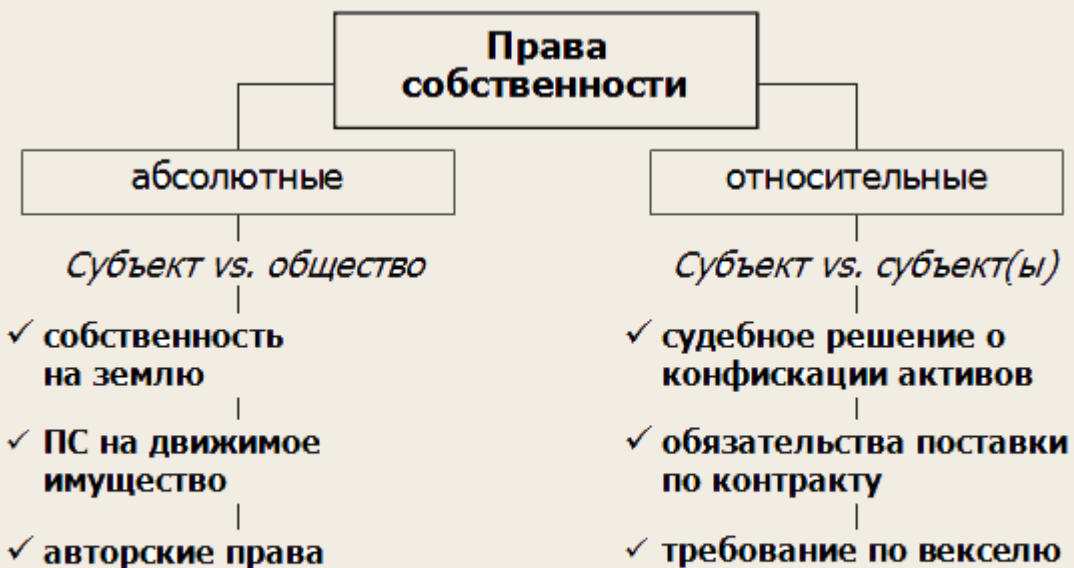 Права
собственности
абсолютные
Субъект vs. общество
✓ собственность
на землю
✓ ПС на движимое
имущество
✓ авторские права
относительные
Субъект vs. субъект(ы)
✓ судебное решение о
конфискации активов
✓ обязательства поставки
по контракту
✓ требование по векселю